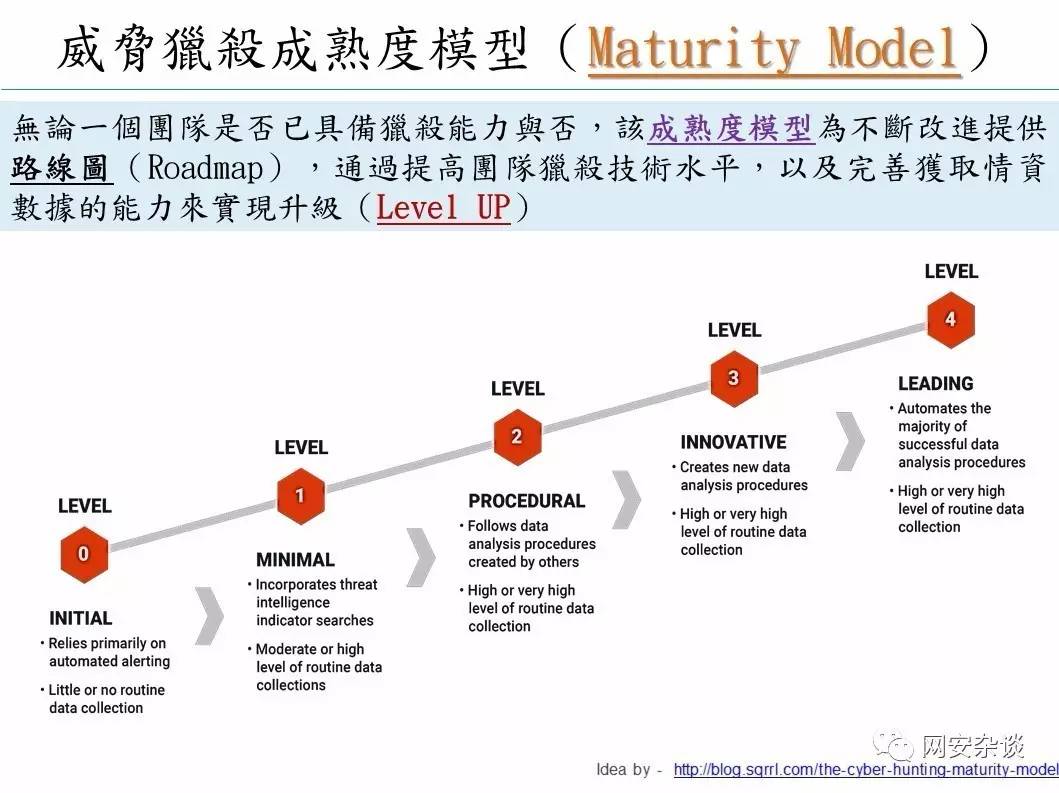 威脅獵殺成熟度模型（Maturity Model）
無論一個團隊是否已具備獵殺能力與否，該成熟度模型為不斷改進提供
路線圖（Roadmap），通過提高團隊獵殺技術水平，以及完善獲取情資
數據的能力來實現升級（Level UP）
LEVEL
0
INITIAL
• Relies primarily on
automated alerting
• Little or no routine
data collection
LEVEL
1
MINIMAL
• Incorporates threat
intelligence
indicator searches
• Moderate or high
level of routine data
collections
LEVEL
2
PROCEDURAL
• Follows data
analysis procedures
created by others
• High or very high
level of routine data
collection
LEVEL
3
INNOVATIVE
• Creates new data
analysis procedures
• High or very high
level of routine data
collection
LEVEL
4
LEADING
• Automates the
majority of
successful data
analysis procedures
• High or very high
level of routine data
collection
网安杂谈
Idea by - http://blog.sqrrl.com/the-cyber-hunting-maturity-model